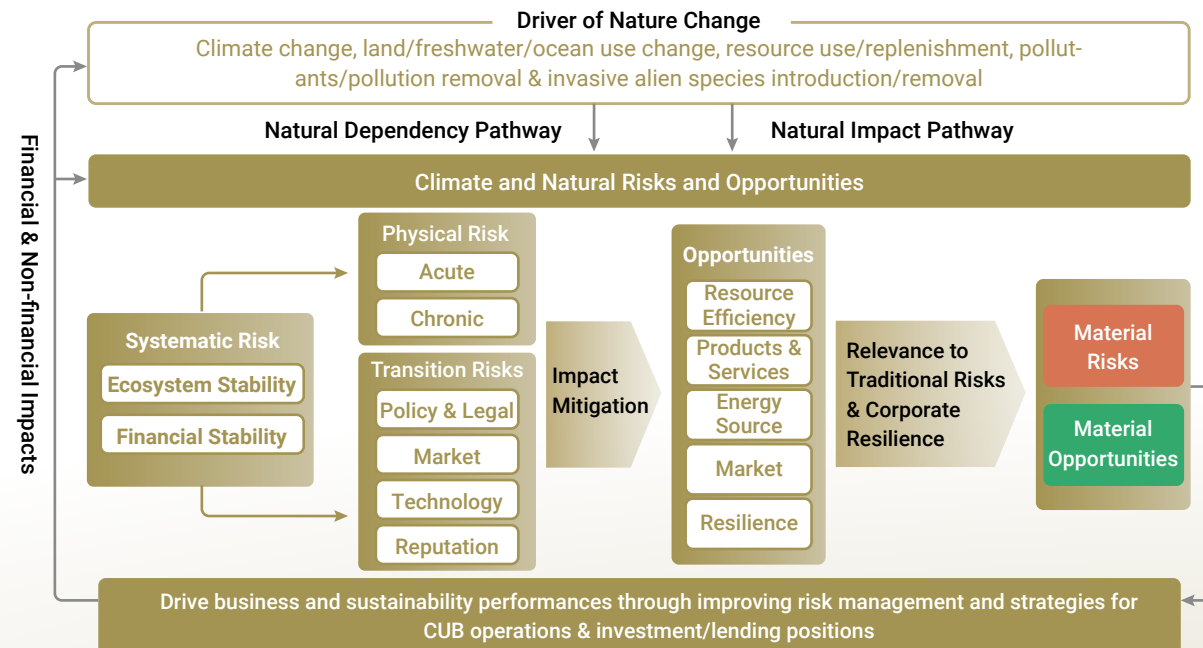 Driver of Nature Change
Climate change, land/freshwater/ocean use change, resource use/replenishment, pollut-
ants/pollution removal & invasive alien species introduction/removal
Natural Dependency Pathway
Natural Impact Pathway
Financial & Non-financial Impacts
Climate and Natural Risks and Opportunities
Systematic Risk
Ecosystem Stability
Financial Stability
Physical Risk
Acute
Chronic
Transition Risks
Policy & Legal
Market
Technology
Reputation
Impact
Mitigation
Opportunities
Resource
Efficiency
Products &
Services
Energy
Source
Market
Resilience
Relevance to
Traditional Risks
& Corporate
Resilience
Material
Risks
Material
Opportunities
Drive business and sustainability performances through improving risk management and strategies for
CUB operations & investment/lending positions